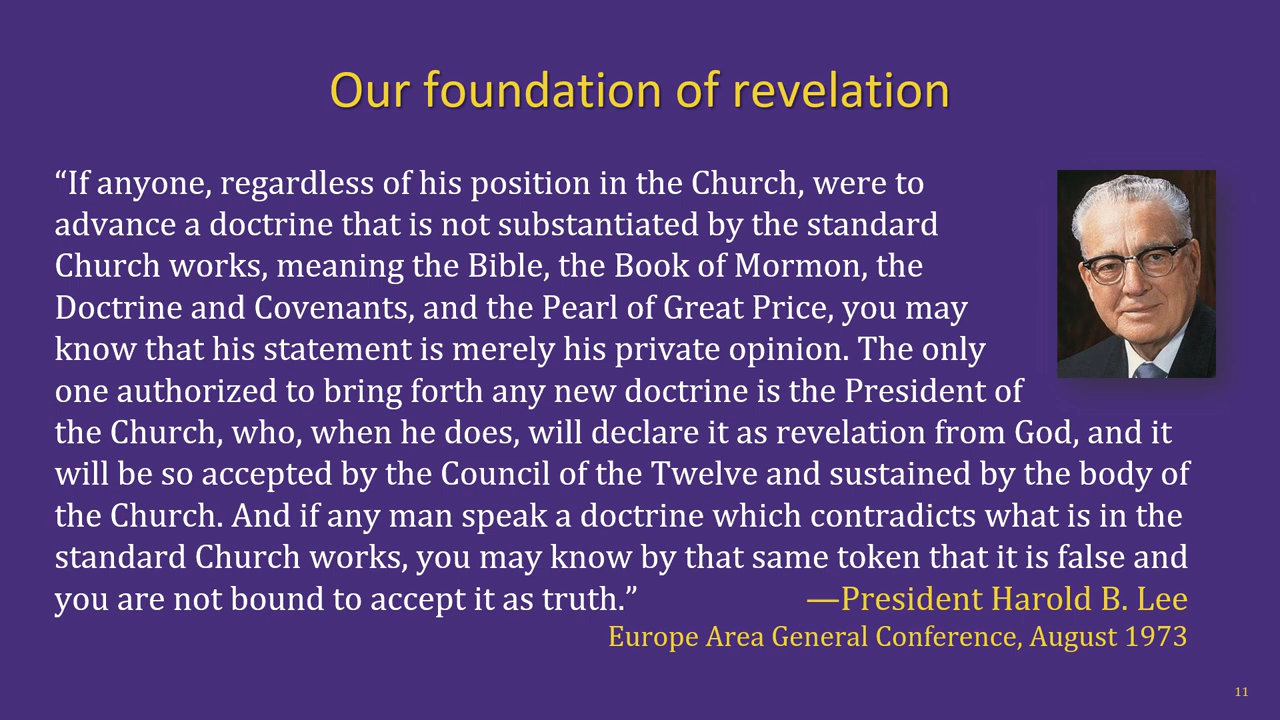 Our foundation of revelation
“If anyone, regardless of his position in the Church, were to
advance a doctrine that is not substantiated by the standard
Church works, meaning the Bible, the Book of Mormon, the
Doctrine and Covenants, and the Pearl of Great Price, you may
know that his statement is merely his private opinion. The only
one authorized to bring forth any new doctrine is the President of
the Church, who, when he does, will declare it as revelation from God, and it
will be so accepted by the Council of the Twelve and sustained by the body of
the Church. And if any man speak a doctrine which contradicts what is in the
standard Church works, you may know by that same token that it is false and
you are not bound to accept it as truth.” —President Harold B. Lee
Europe Area General Conference, August 1973
11